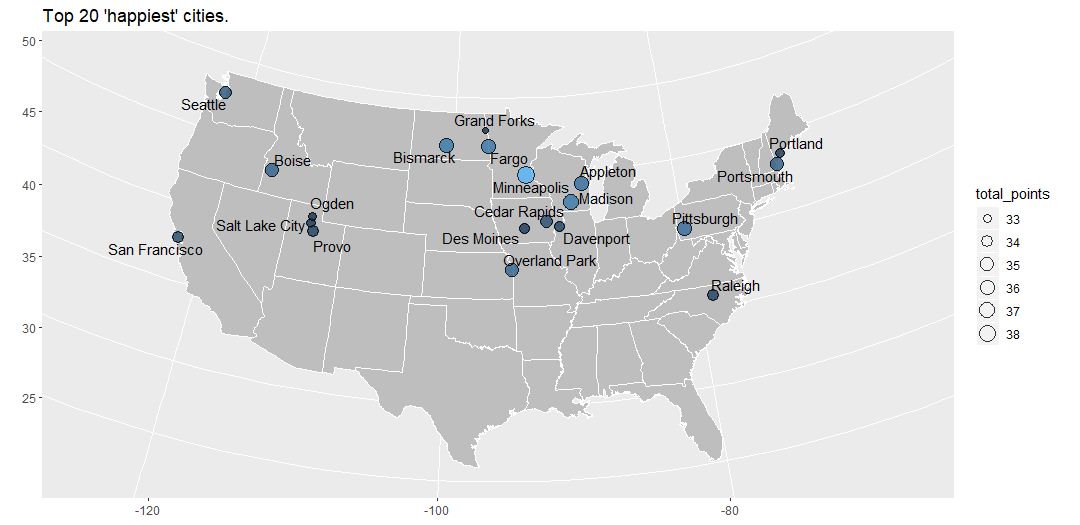 Top 20 'happiest' cities.
50
45
40
35
30
25
Seattle
Grand Forks
Bismarck
Fargo
Boise
Minneapolis
Appleton
Madison
Portland
Portsmouth
Ogden
Salt Lake City
Provo
San Francisco
Cedar Rapids
Des Moines
Davenport
Pittsburgh
Overland Park
Raleigh
-120
-100
-80
total_points
33
34
35
36
37
38